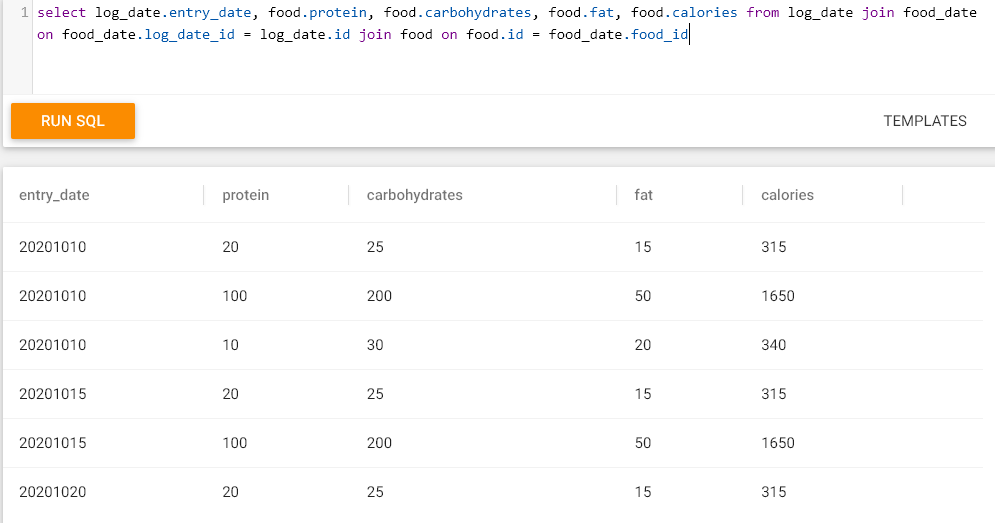 1 select log_date.entry_date, food.protein, food.carbohydrates, food.fat, food.calories from log_date join food_date
on food_date.log_date_id = log_date.id join food on food.id = food_date.food_id
RUN SQL TEMPLATES
entry_date protein carbohydrates fat calories
20201010 20 25 15 315
20201010 100 200 50 1650
20201010 10 30 20 340
20201015 20 25 15 315
20201015 100 200 50 1650
20201020 20 25 15 315